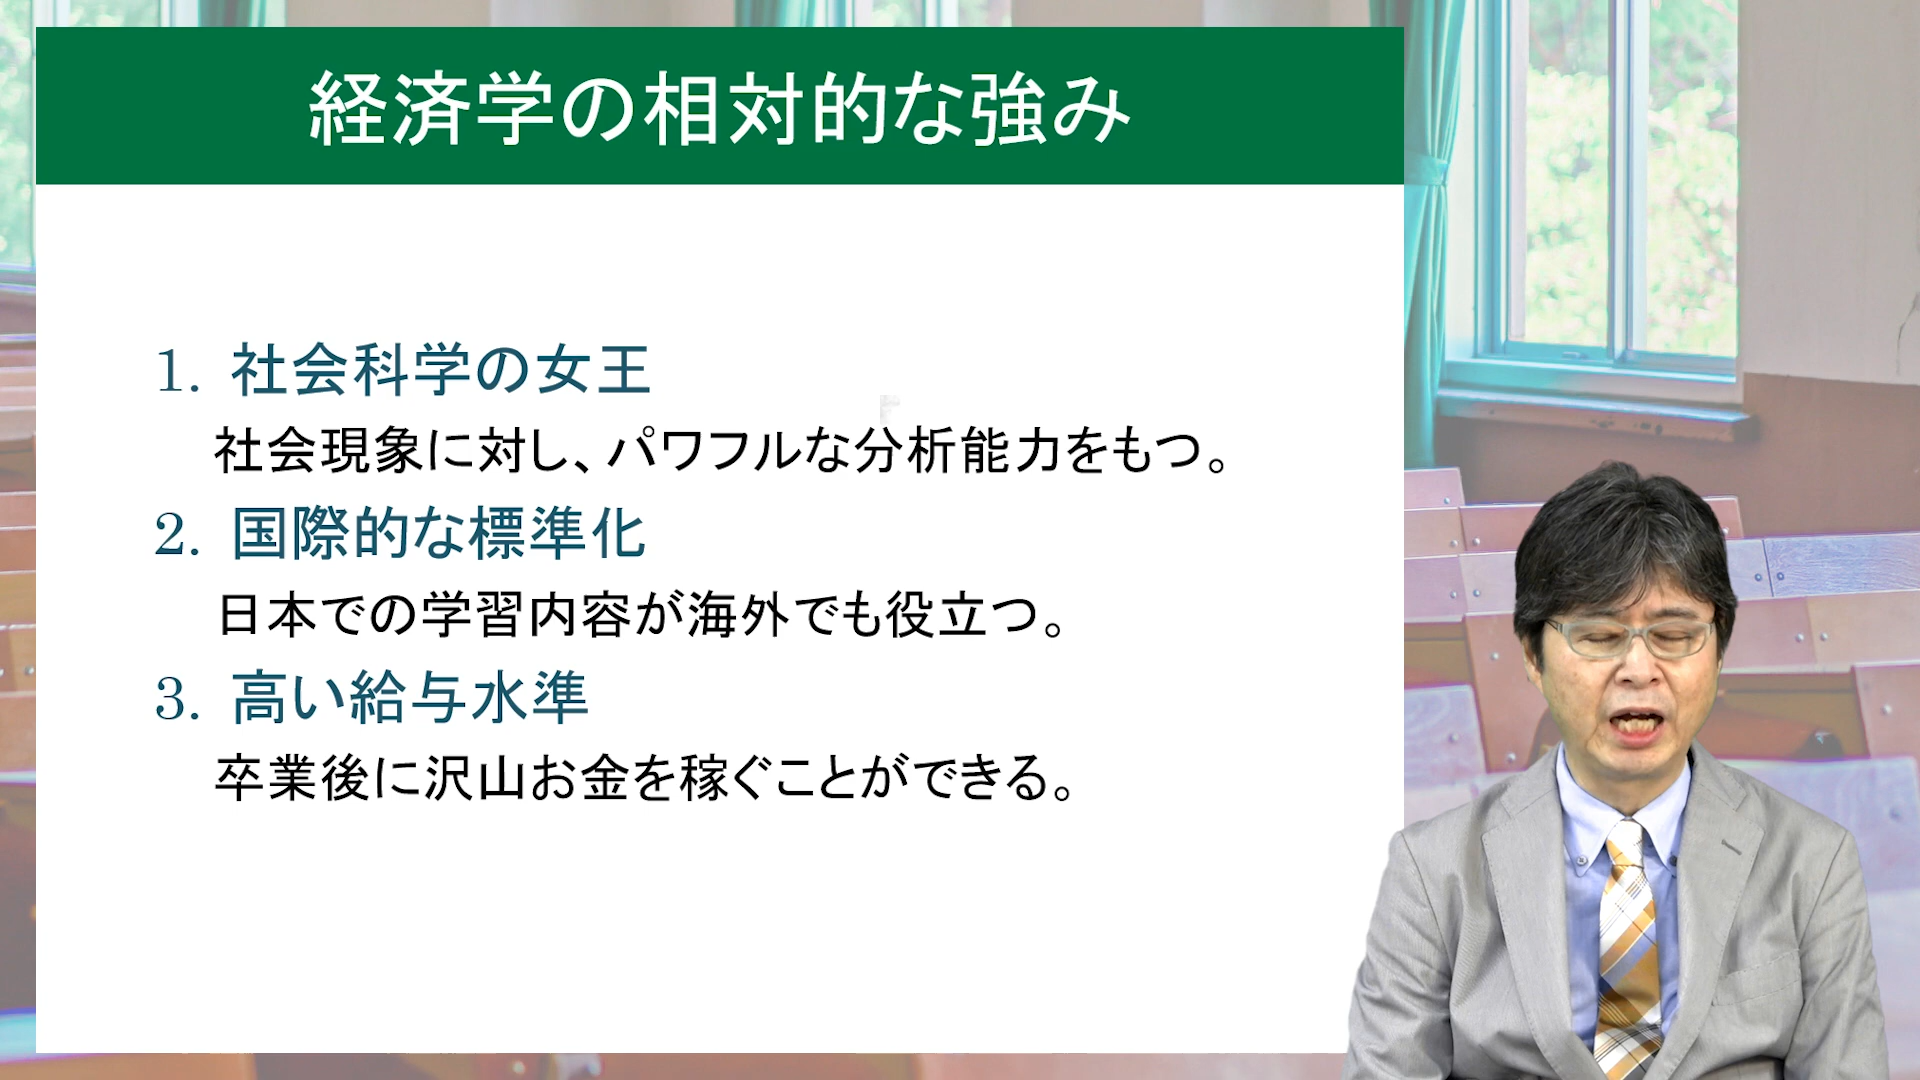 経済学の相対的な強み
1. 社会科学の女王
社会現象に対し、パワフルな分析能力をもつ。
2. 国際的な標準化
日本での学習内容が海外でも役立つ。
3. 高い給与水準
卒業後に沢山お金を稼ぐことができる。